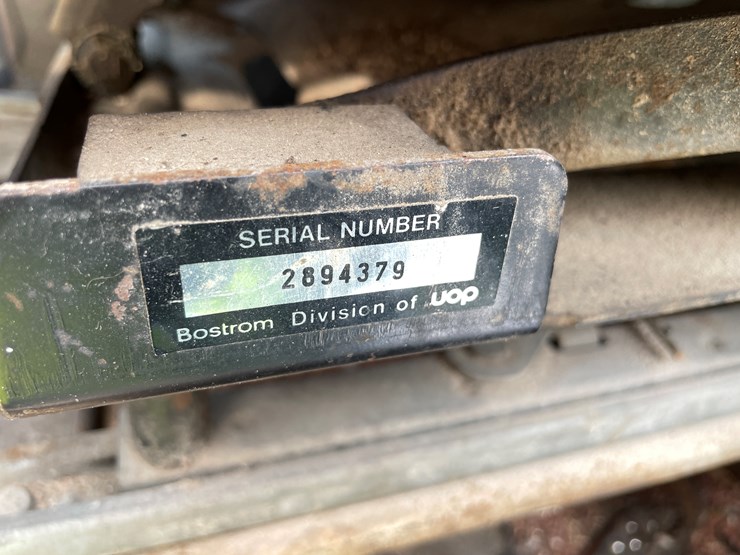 SERIAL NUMBER
2894379
Bostrom Division of uop